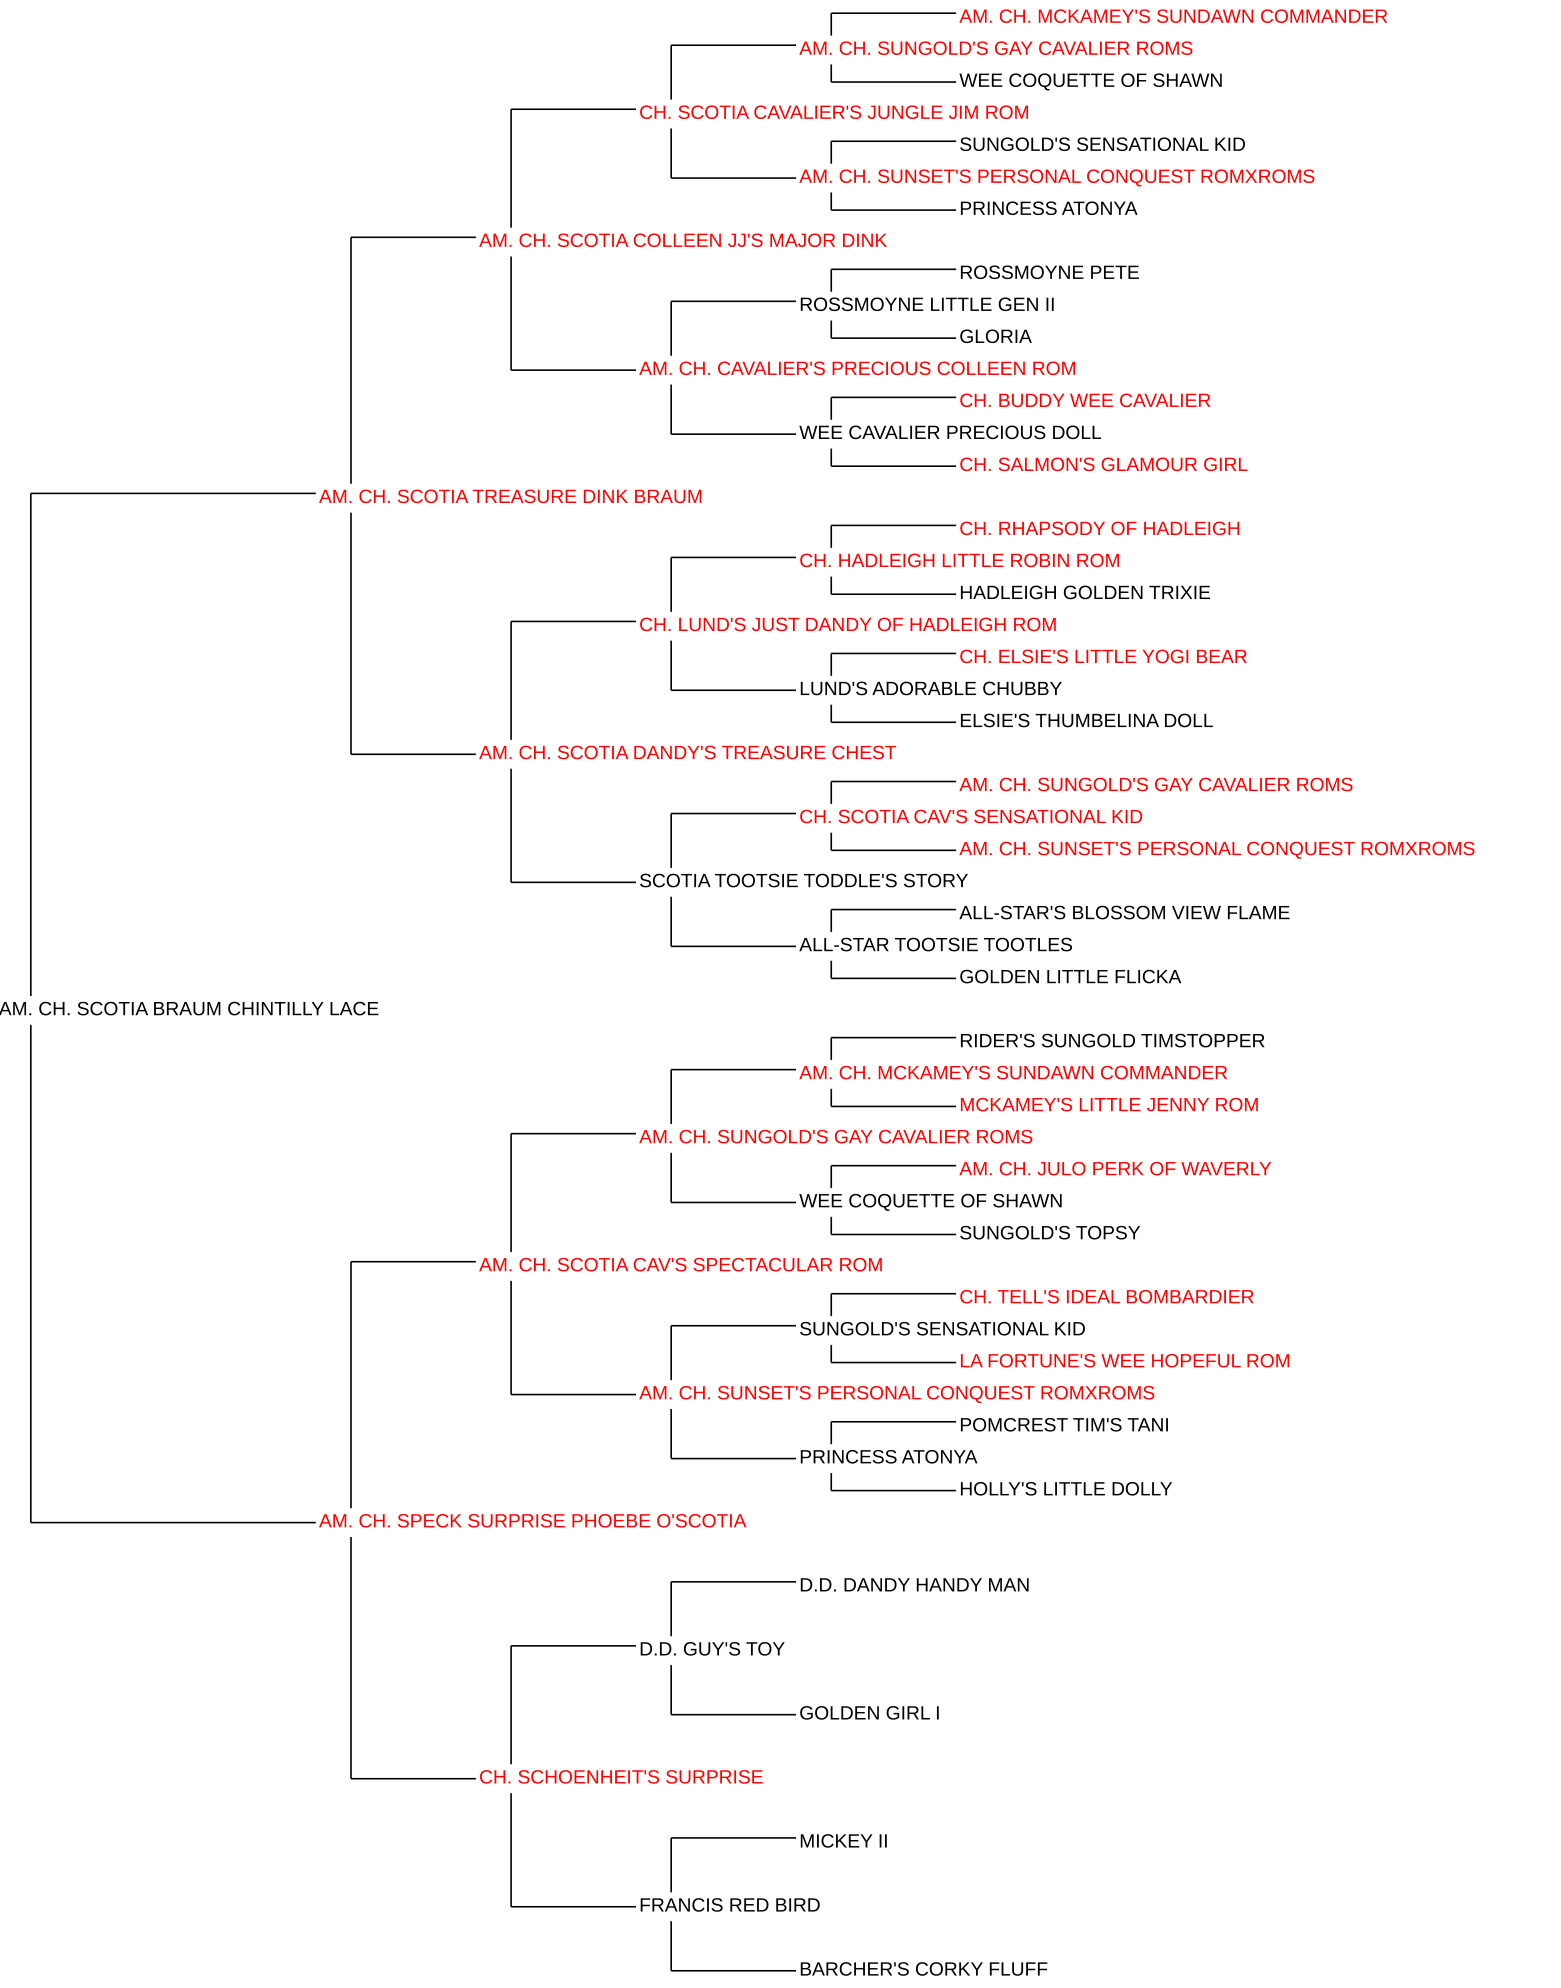 AM. CH. MCKAMEY'S SUNDAWN COMMANDER
AM. CH. SUNGOLD'S GAY CAVALIER ROMS
WEE COQUETTE OF SHAWN
CH. SCOTIA CAVALIER'S JUNGLE JIM ROM
SUNGOLD'S SENSATIONAL KID
AM. CH. SUNSET'S PERSONAL CONQUEST ROMXROMS
PRINCESS ATONYA
AM. CH. SCOTIA COLLEEN JJ'S MAJOR DINK
ROSSMOYNE PETE
ROSSMOYNE LITTLE GEN II
GLORIA
AM. CH. CAVALIER'S PRECIOUS COLLEEN ROM
CH. BUDDY WEE CAVALIER
WEE CAVALIER PRECIOUS DOLL
CH. SALMON'S GLAMOUR GIRL
AM. CH. SCOTIA TREASURE DINK BRAUM
CH. RHAPSODY OF HADLEIGH
CH. HADLEIGH LITTLE ROBIN ROM
HADLEIGH GOLDEN TRIXIE
CH. LUND'S JUST DANDY OF HADLEIGH ROM
CH. ELSIE'S LITTLE YOGI BEAR
LUND'S ADORABLE CHUBBY
ELSIE'S THUMBELINA DOLL
AM. CH. SCOTIA DANDY'S TREASURE CHEST
AM. CH. SUNGOLD'S GAY CAVALIER ROMS
CH. SCOTIA CAV'S SENSATIONAL KID
AM. CH. SUNSET'S PERSONAL CONQUEST ROMXROMS
SCOTIA TOOTSIE TODDLE'S STORY
ALL-STAR'S BLOSSOM VIEW FLAME
ALL-STAR TOOTSIE TOOTLES
GOLDEN LITTLE FLICKA
AM. CH. SCOTIA BRAUM CHINTILLY LACE
RIDER'S SUNGOLD TIMSTOPPER
AM. CH. MCKAMEY'S SUNDAWN COMMANDER
MCKAMEY'S LITTLE JENNY ROM
AM. CH. SUNGOLD'S GAY CAVALIER ROMS
AM. CH. JULO PERK OF WAVERLY
WEE COQUETTE OF SHAWN
SUNGOLD'S TOPSY
AM. CH. SCOTIA CAV'S SPECTACULAR ROM
CH. TELL'S IDEAL BOMBARDIER
SUNGOLD'S SENSATIONAL KID
LA FORTUNE'S WEE HOPEFUL ROM
AM. CH. SUNSET'S PERSONAL CONQUEST ROMXROMS
POMCREST TIM'S TANI
PRINCESS ATONYA
HOLLY'S LITTLE DOLLY
AM. CH. SPECK SURPRISE PHOEBE O'SCOTIA
D.D. DANDY HANDY MAN
D.D. GUY'S TOY
GOLDEN GIRL I
CH. SCHOENHEIT'S SURPRISE
MICKEY II
FRANCIS RED BIRD
BARCHER'S CORKY FLUFF